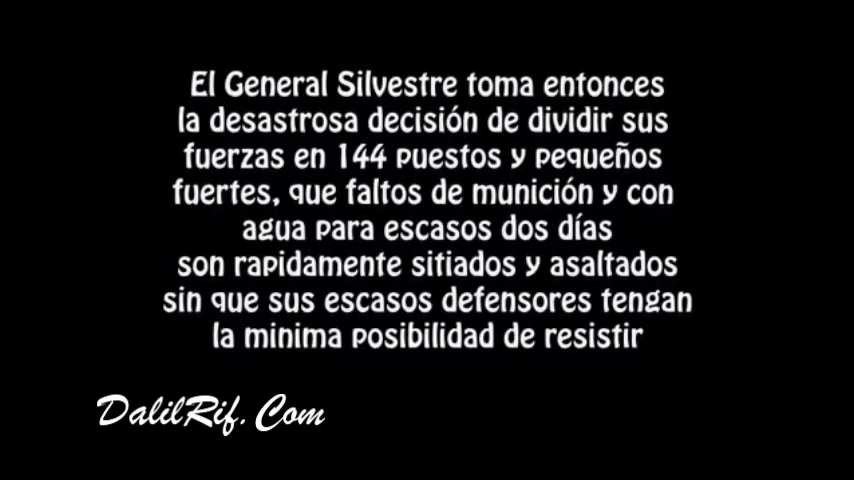 El General Silvestre toma entonces
la desastrosa decisión de dividir sus
fuerzas en 144 puestos y pequeños
fuertes, que faltos de munición y con
agua para escasos dos días
son rapidamente sitiados y asaltados
sin que sus escasos defensores tengan
la minima posibilidad de resistir
DalilRif.Com